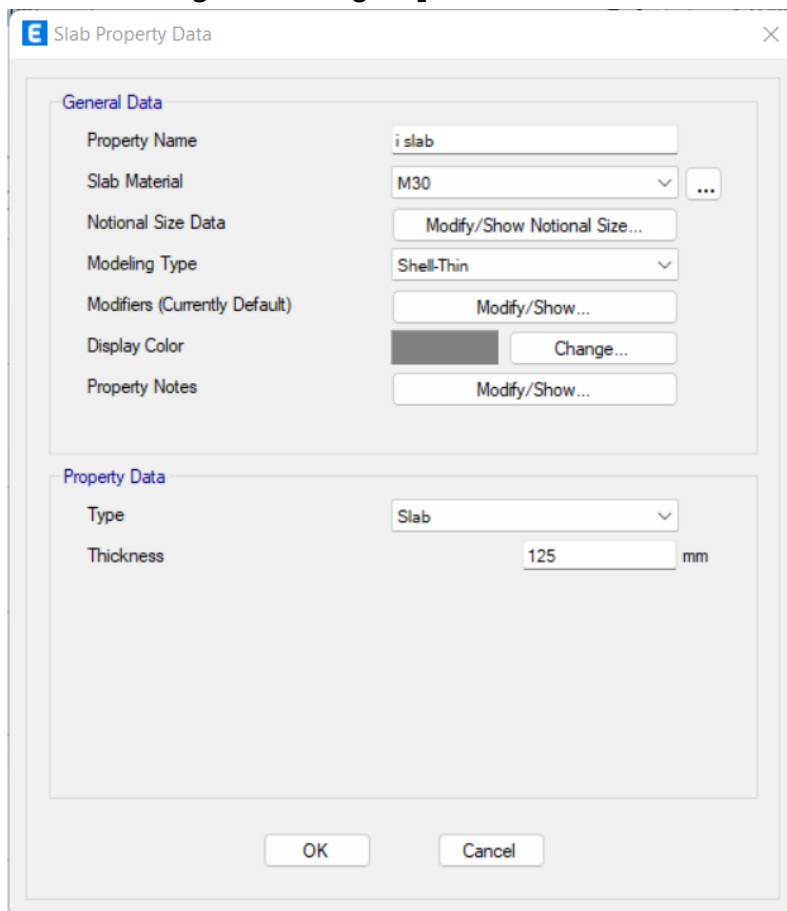 E Slab Property Data
General Data
Property Name i slab
Slab Material M30 ...
Notional Size Data Modify/Show Notional Size...
Modeling Type Shell-Thin
Modifiers (Currently Default) Modify/Show...
Display Color Change...
Property Notes Modify/Show...
Property Data
Type Slab
Thickness 125 mm
OK Cancel